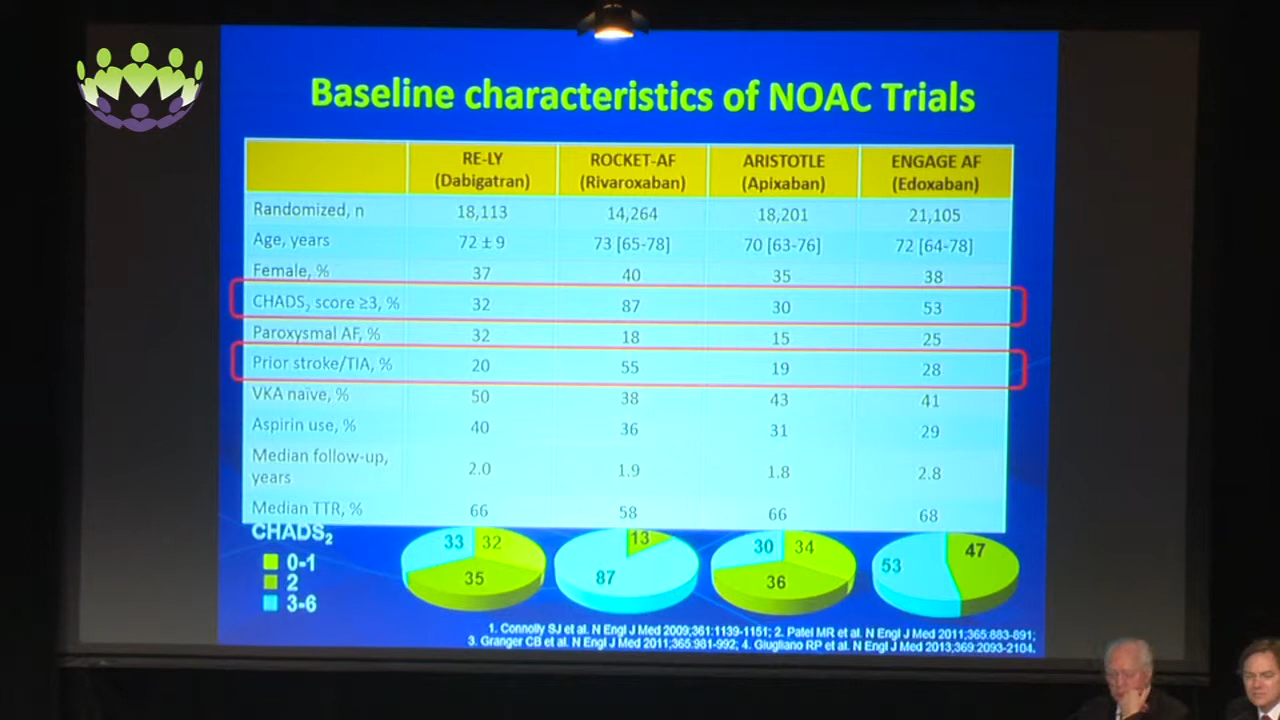 Baseline characteristics of NOAC Trials
RE-LY (Dabigatran) ROCKET-AF (Rivaroxaban) ARISTOTLE (Apixaban) ENGAGE AF (Edoxaban)
Randomized, n 18,113 14,264 18,201 21,105
Age, years 72 ± 9 73 [65-78] 70 [63-76] 72 [64-78]
Female, % 37 40 35 38
CHADS₂ score ≥3, % 32 87 30 53
Paroxysmal AF, % 32 18 15 25
Prior stroke/TIA, % 20 55 19 28
VKA naïve, % 50 38 43 41
Aspirin use, % 40 36 31 29
Median follow-up, years 2.0 1.9 1.8 2.8
Median TTR, % 66 58 66 68
CHADS₂
0-1
2
3-6
33 32 35
13 87
30 34 36
53 47
1. Connolly SJ et al. N Engl J Med 2009;361:1139-1151; 2. Patel MR et al. N Engl J Med 2011;365:883-891;
3. Granger CB et al. N Engl J Med 2011;365:981-992; 4. Giugliano RP et al. N Engl J Med 2013;369:2093-2104.